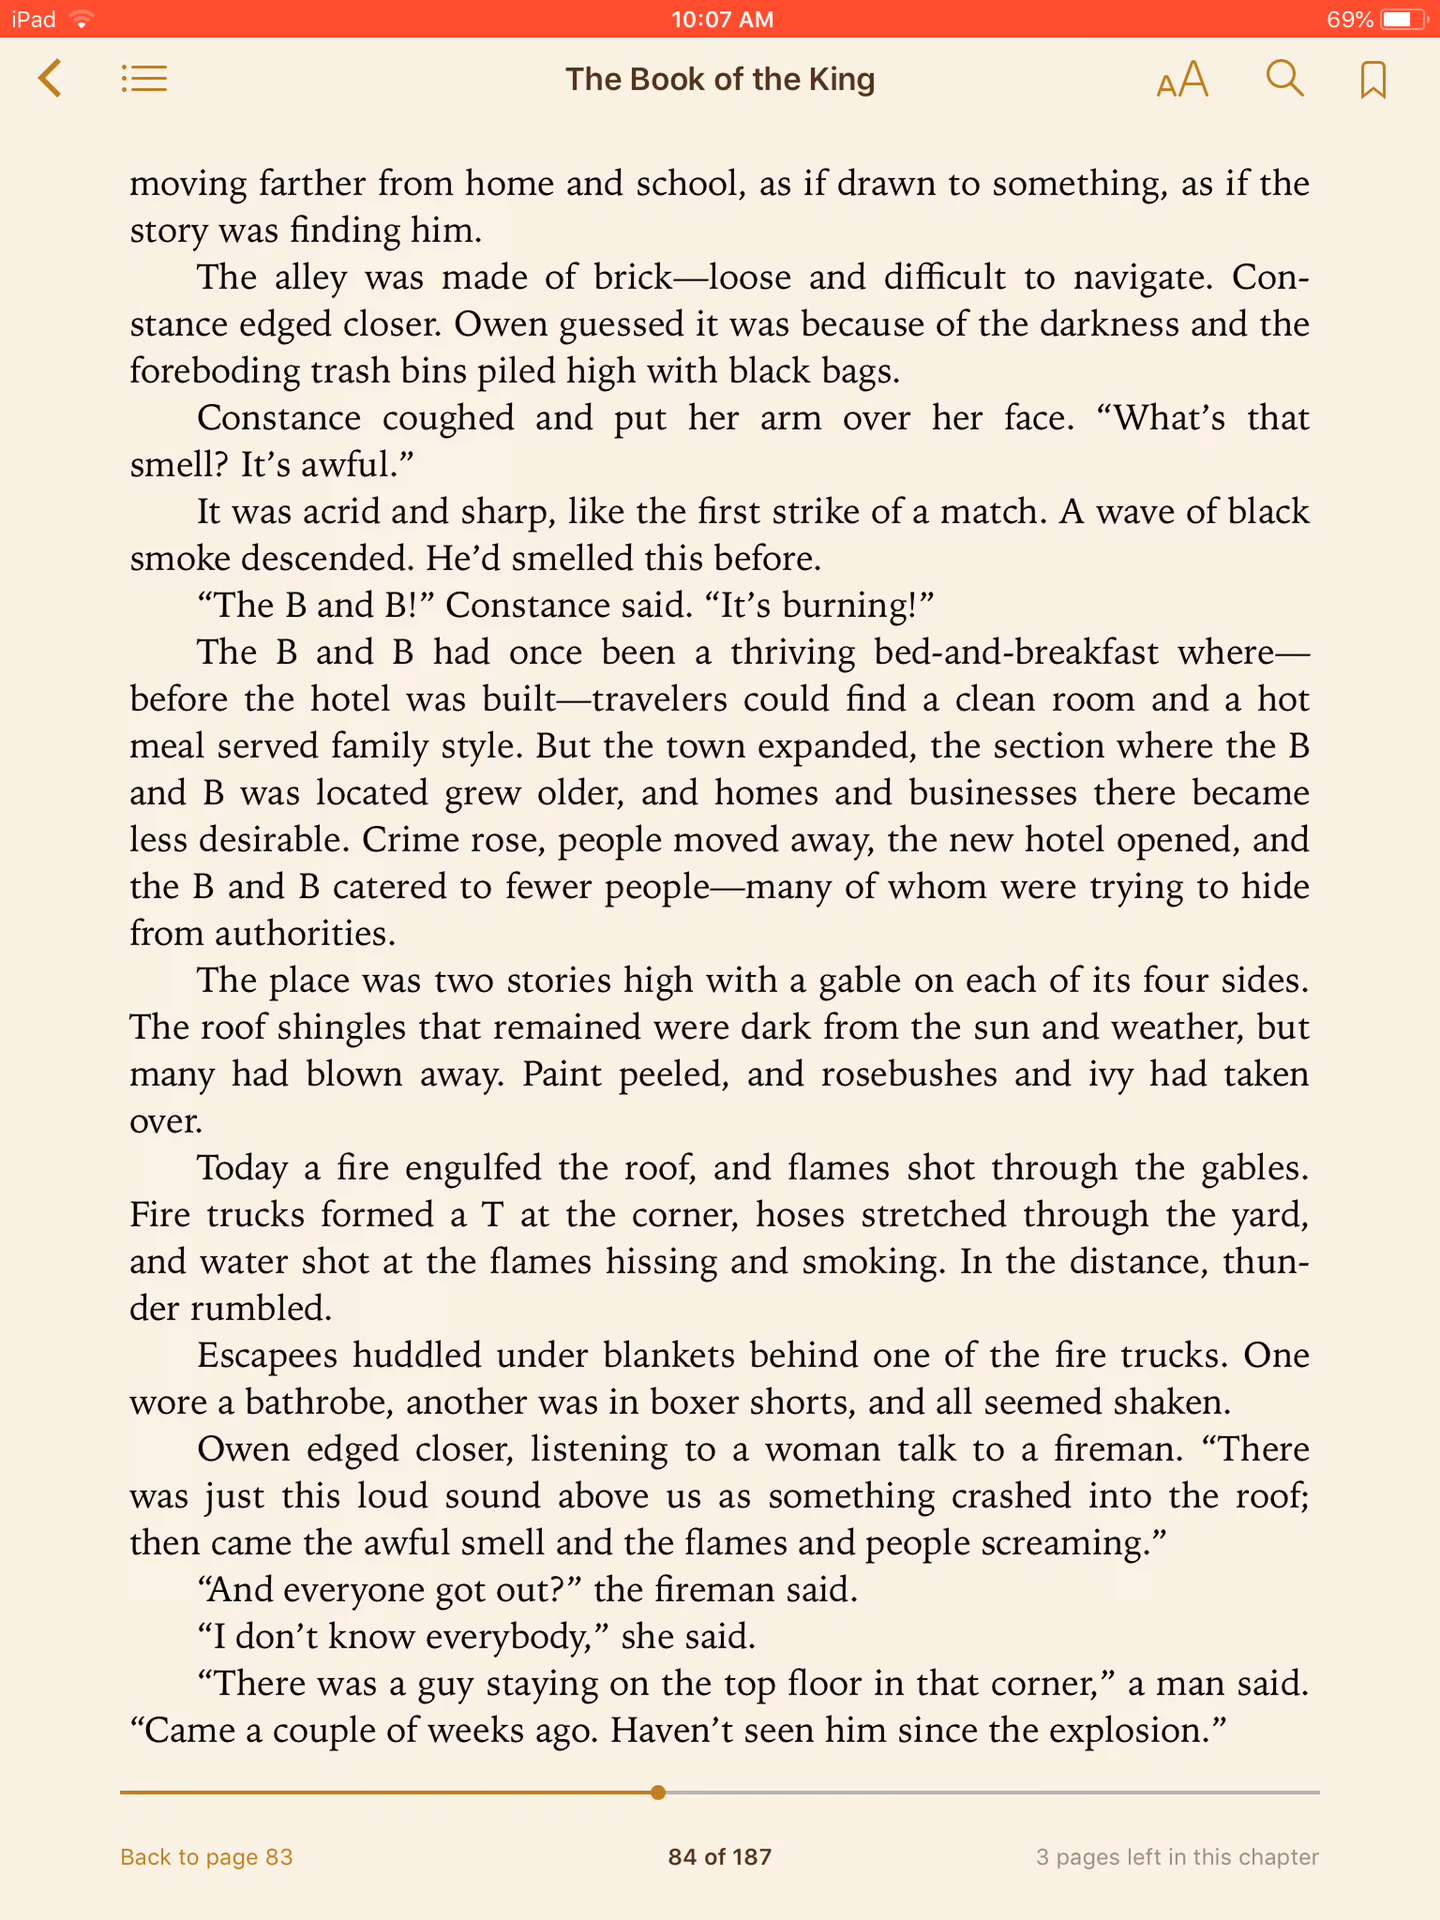 iPad
10:07 AM
69%
The Book of the King
AA
moving farther from home and school, as if drawn to something, as if the
story was finding him.
The alley was made of brick—loose and difficult to navigate. Con-
stance edged closer. Owen guessed it was because of the darkness and the
foreboding trash bins piled high with black bags.
Constance coughed and put her arm over her face. “What’s that
smell? It’s awful.”
It was acrid and sharp, like the first strike of a match. A wave of black
smoke descended. He’d smelled this before.
“The B and B!” Constance said. “It’s burning!”
The B and B had once been a thriving bed-and-breakfast where—
before the hotel was built—travelers could find a clean room and a hot
meal served family style. But the town expanded, the section where the B
and B was located grew older, and homes and businesses there became
less desirable. Crime rose, people moved away, the new hotel opened, and
the B and B catered to fewer people—many of whom were trying to hide
from authorities.
The place was two stories high with a gable on each of its four sides.
The roof shingles that remained were dark from the sun and weather, but
many had blown away. Paint peeled, and rosebushes and ivy had taken
over.
Today a fire engulfed the roof, and flames shot through the gables.
Fire trucks formed a T at the corner, hoses stretched through the yard,
and water shot at the flames hissing and smoking. In the distance, thun-
der rumbled.
Escapees huddled under blankets behind one of the fire trucks. One
wore a bathrobe, another was in boxer shorts, and all seemed shaken.
Owen edged closer, listening to a woman talk to a fireman. “There
was just this loud sound above us as something crashed into the roof;
then came the awful smell and the flames and people screaming.”
“And everyone got out?” the fireman said.
“I don’t know everybody,” she said.
“There was a guy staying on the top floor in that corner,” a man said.
“Came a couple of weeks ago. Haven’t seen him since the explosion.”
Back to page 83
84 of 187
3 pages left in this chapter